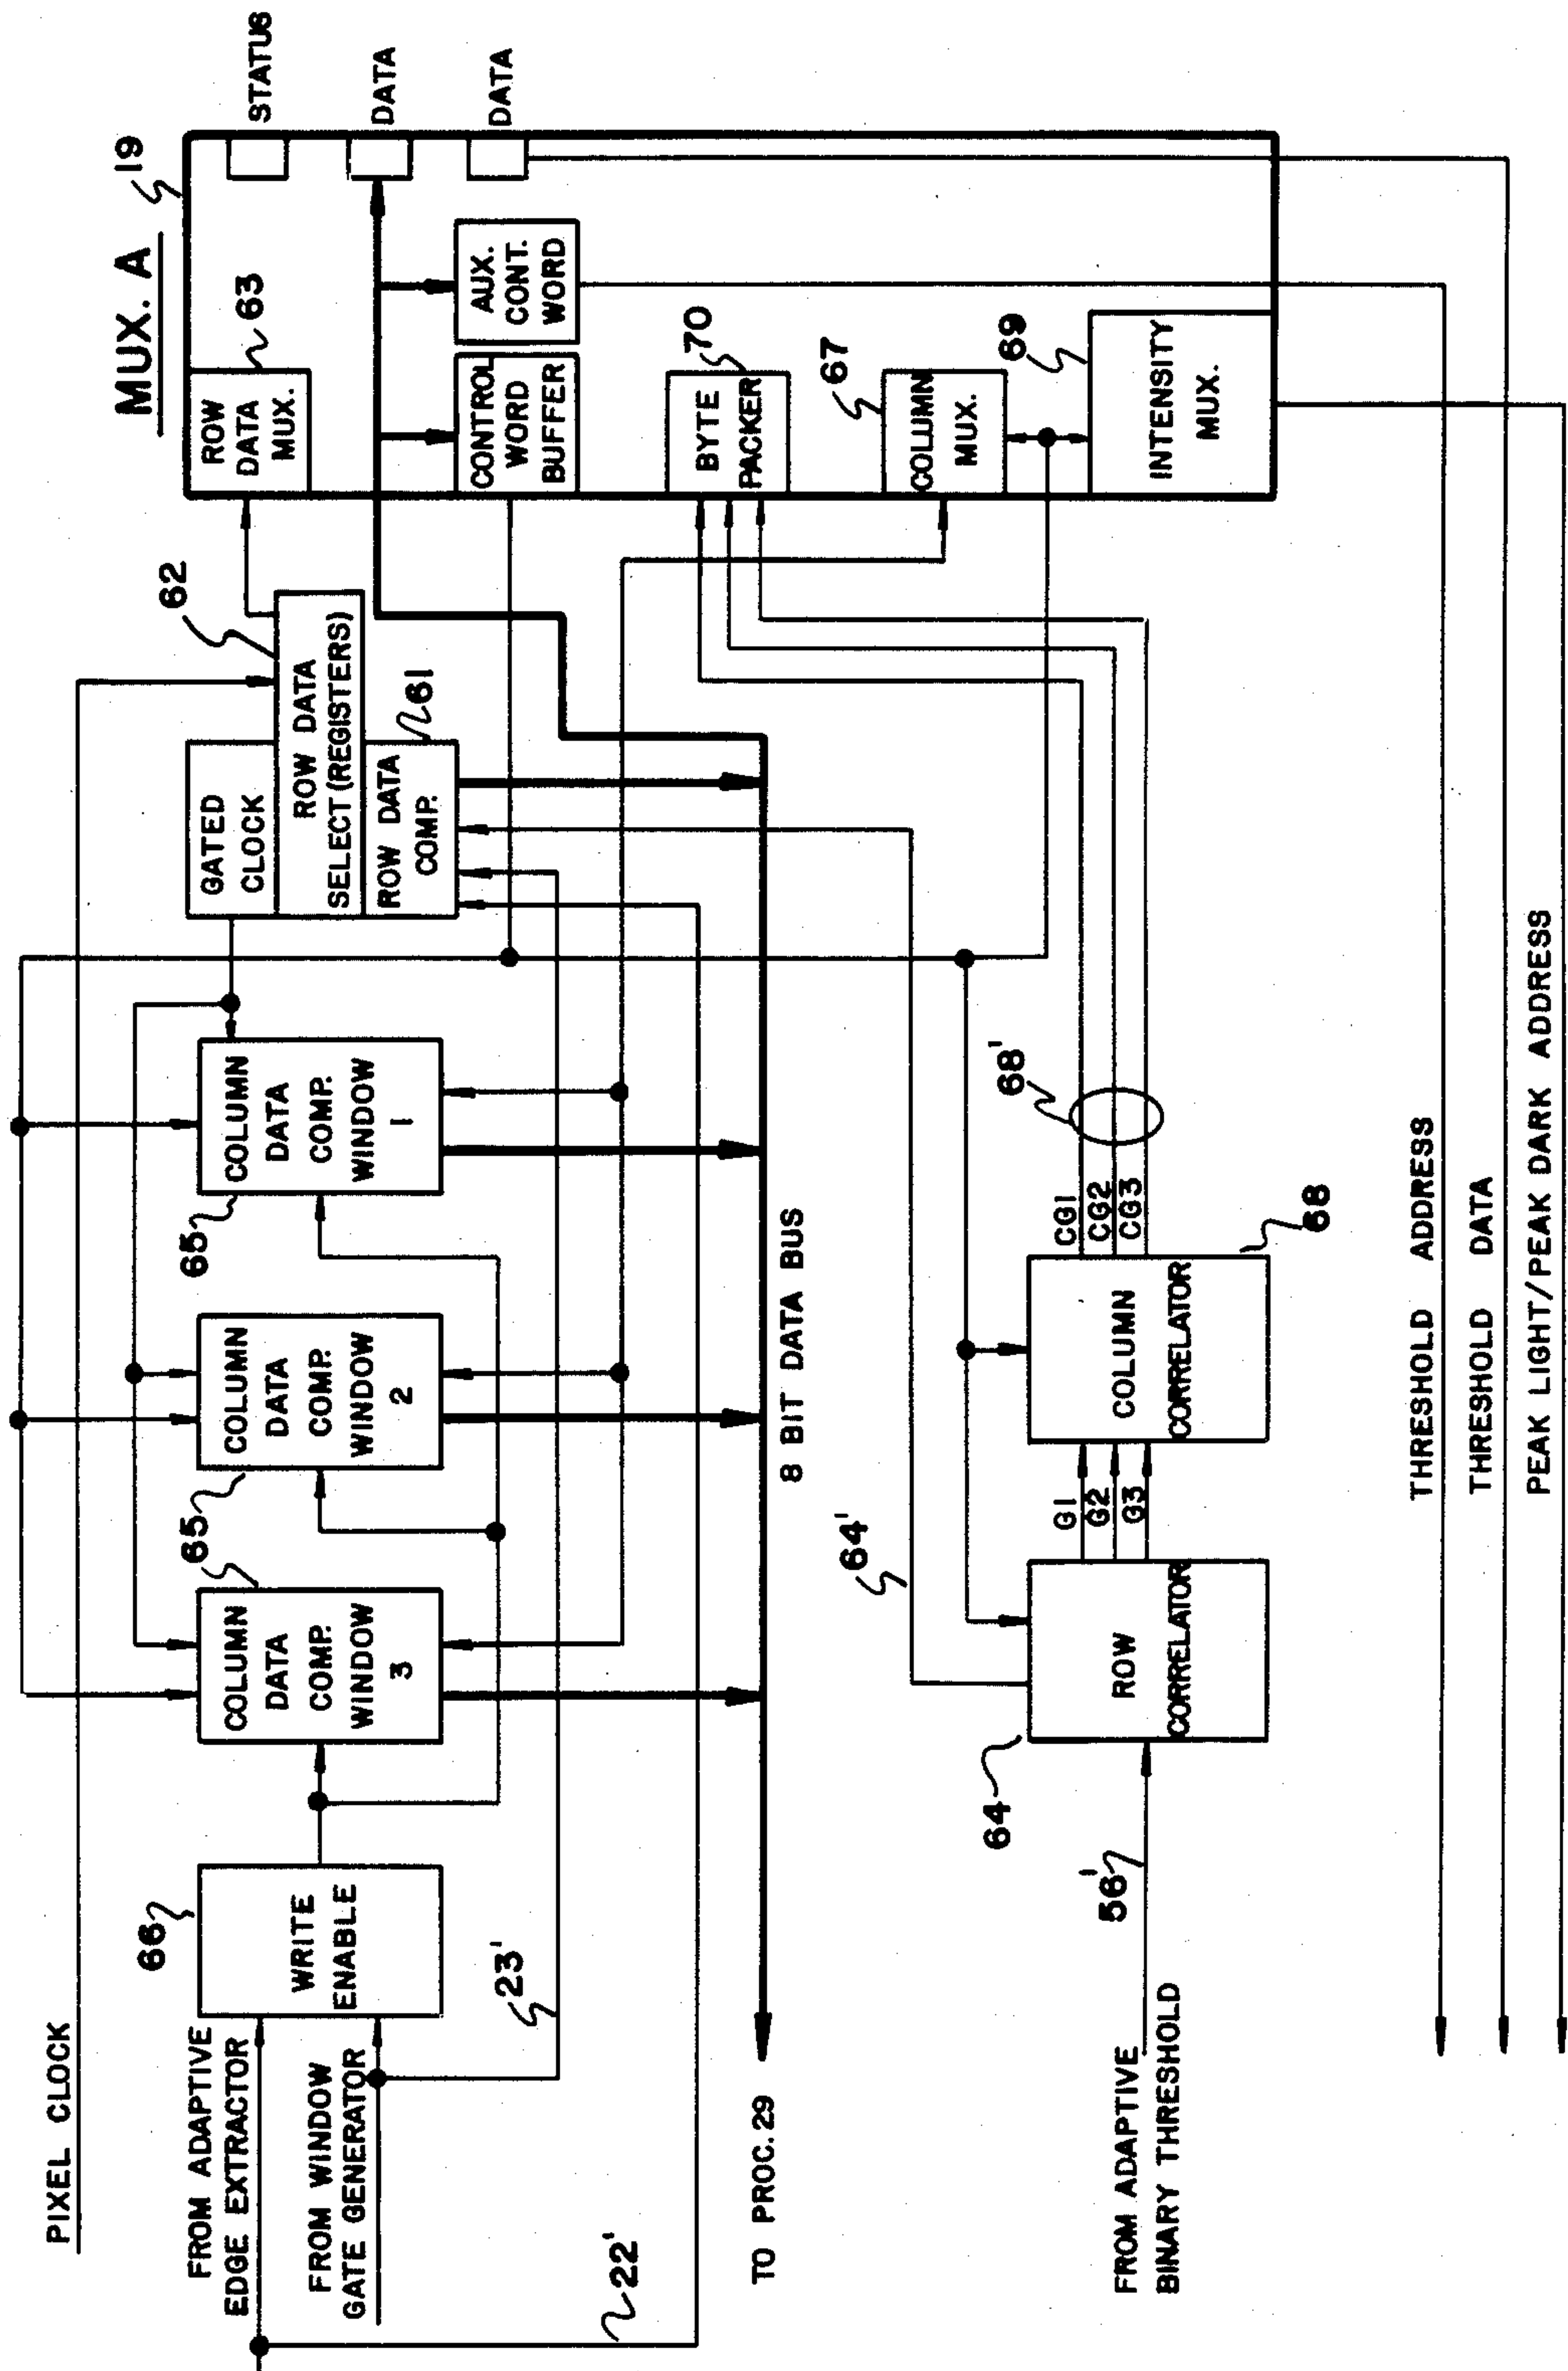 PIXEL CLOCK
FROM ADAPTIVE
EDGE EXTRACTOR
FROM WINDOW
GATE GENERATOR
22'
23'
66
WRITE
ENABLE
65
COLUMN
DATA
COMP.
WINDOW
3
65
COLUMN
DATA
COMP.
WINDOW
2
65
COLUMN
DATA
COMP.
WINDOW
1
GATED
CLOCK
62
ROW DATA
SELECT (REGISTERS)
ROW DATA
COMP.
61
MUX. A
19
ROW
DATA
MUX.
63
STATUS
DATA
DATA
CONTROL
WORD
BUFFER
AUX.
CONT.
WORD
BYTE
PACKER
70
COLUMN
MUX.
67
INTENSITY
MUX.
69
TO PROC. 29
8 BIT DATA BUS
FROM ADAPTIVE
BINARY THRESHOLD
56'
64
64'
ROW
CORRELATOR
G1
G2
G3
COLUMN
CORRELATOR
68
CG1
CG2
CG3
68'
THRESHOLD ADDRESS
THRESHOLD DATA
PEAK LIGHT/PEAK DARK ADDRESS